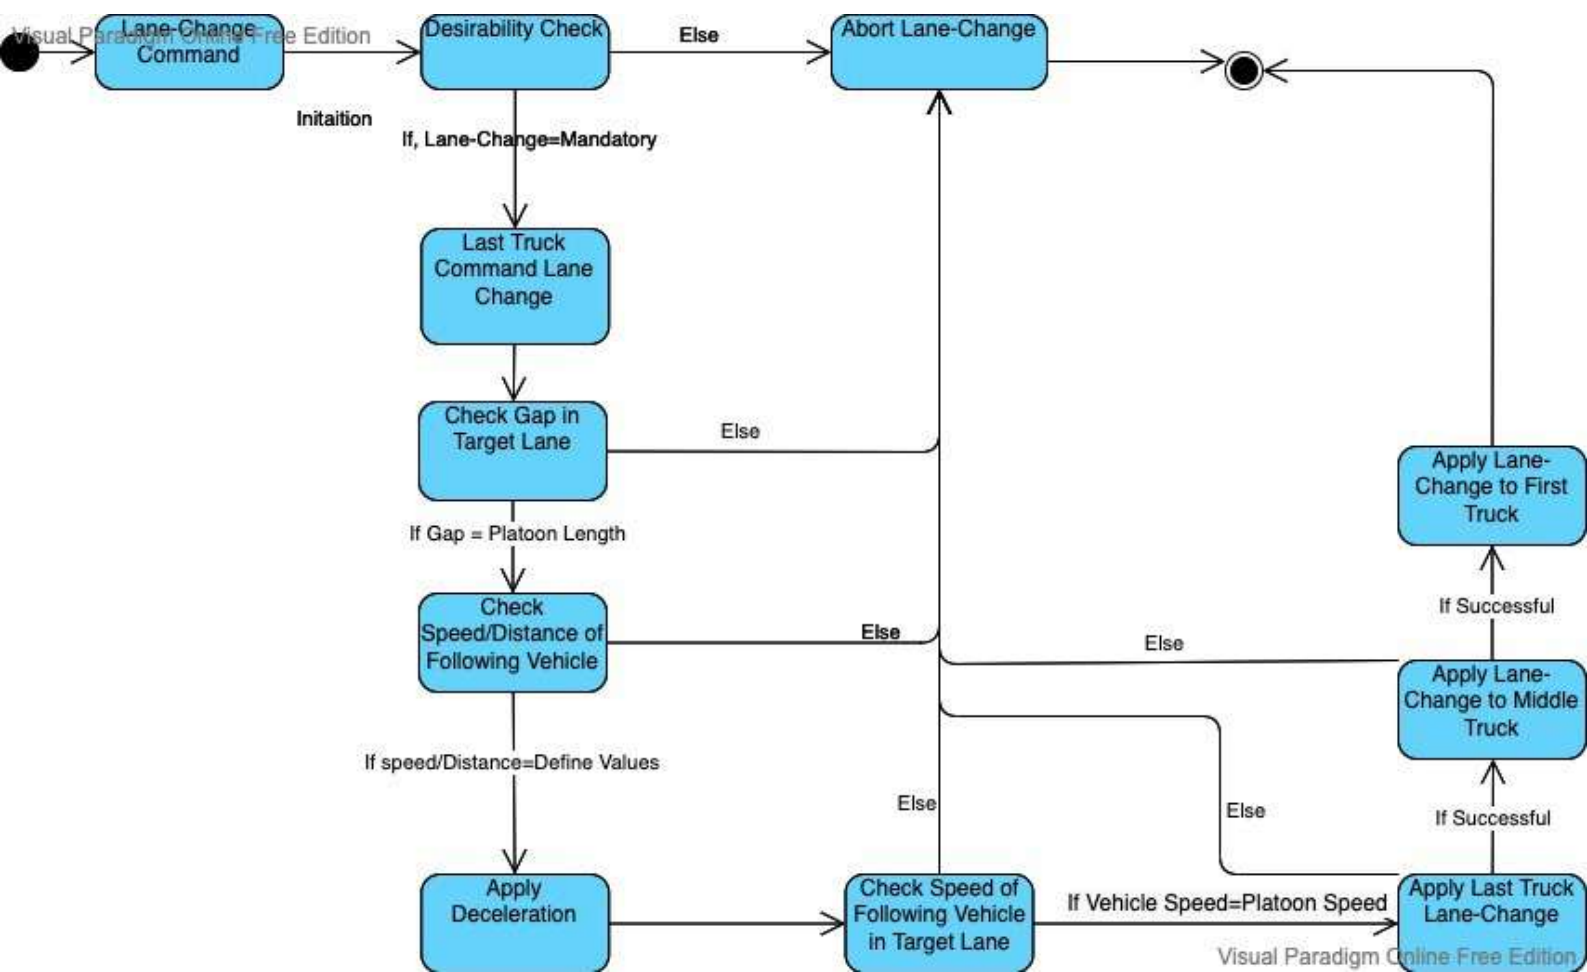 Visual Paradigm Online Free Edition
Lane-Change
Command
Desirability Check
Else
Abort Lane-Change
Initaition
If, Lane-Change=Mandatory
Last Truck
Command Lane
Change
Check Gap in
Target Lane
Else
If Gap = Platoon Length
Check
Speed/Distance of
Following Vehicle
Else
If speed/Distance=Define Values
Apply
Deceleration
Check Speed of
Following Vehicle
in Target Lane
Else
If Vehicle Speed=Platoon Speed
Apply Last Truck
Lane-Change
Else
If Successful
Apply Lane-
Change to Middle
Truck
Else
If Successful
Apply Lane-
Change to First
Truck
Visual Paradigm Online Free Edition